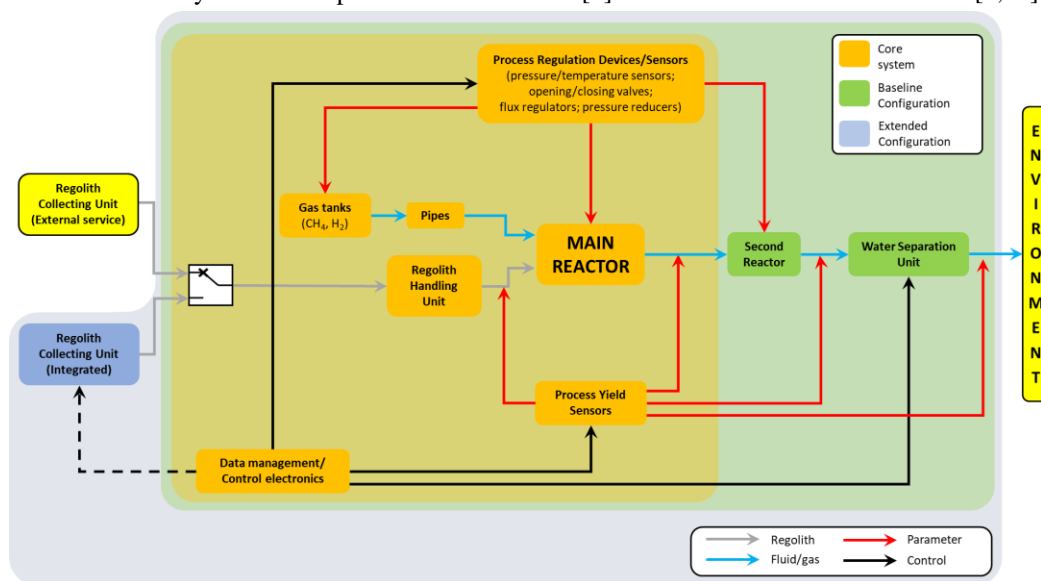 Process Regulation Devices/Sensors
(pressure/temperature sensors;
opening/closing valves;
flux regulators; pressure reducers)
Core
system
Baseline
Configuration
Extended
Configuration
Regolith
Collecting Unit
(External service)
Gas tanks
(CH₄, H₂)
Pipes
MAIN
REACTOR
Second
Reactor
Water Separation
Unit
ENVIRONMENT
Regolith
Handling
Unit
Regolith
Collecting Unit
(Integrated)
Process Yield
Sensors
Data management/
Control electronics
Regolith
Parameter
Fluid/gas
Control